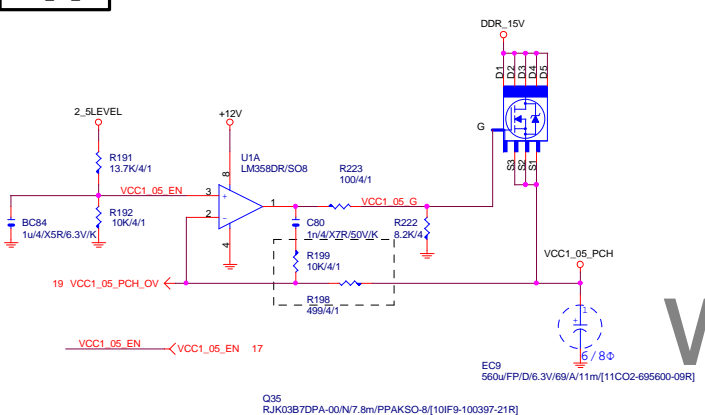 DDR_15V
D1 D2 D3 D4 D5
G
S3 S2 S1
2_5LEVEL
+12V
R191
13.7K/4/1
U1A
LM358DR/SO8
8
R223
100/4/1
VCC1_05_EN
3
+
1
VCC1_05_G
2
-
BC84
1u/4/X5R/6.3V/K
R192
10K/4/1
4
C80
1n/4/X7R/50V/K
R222
8.2K/4
R199
10K/4/1
VCC1_05_PCH
19 VCC1_05_PCH_OV
R198
499/4/1
1
+
6/8Φ
VCC1_05_EN
VCC1_05_EN 17
EC9
560u/FP/D/6.3V/69/A/11m/[11CO2-695600-09R]
Q35
RJK03B7DPA-00/N/7.8m/PPAKSO-8/[10IF9-100397-21R]